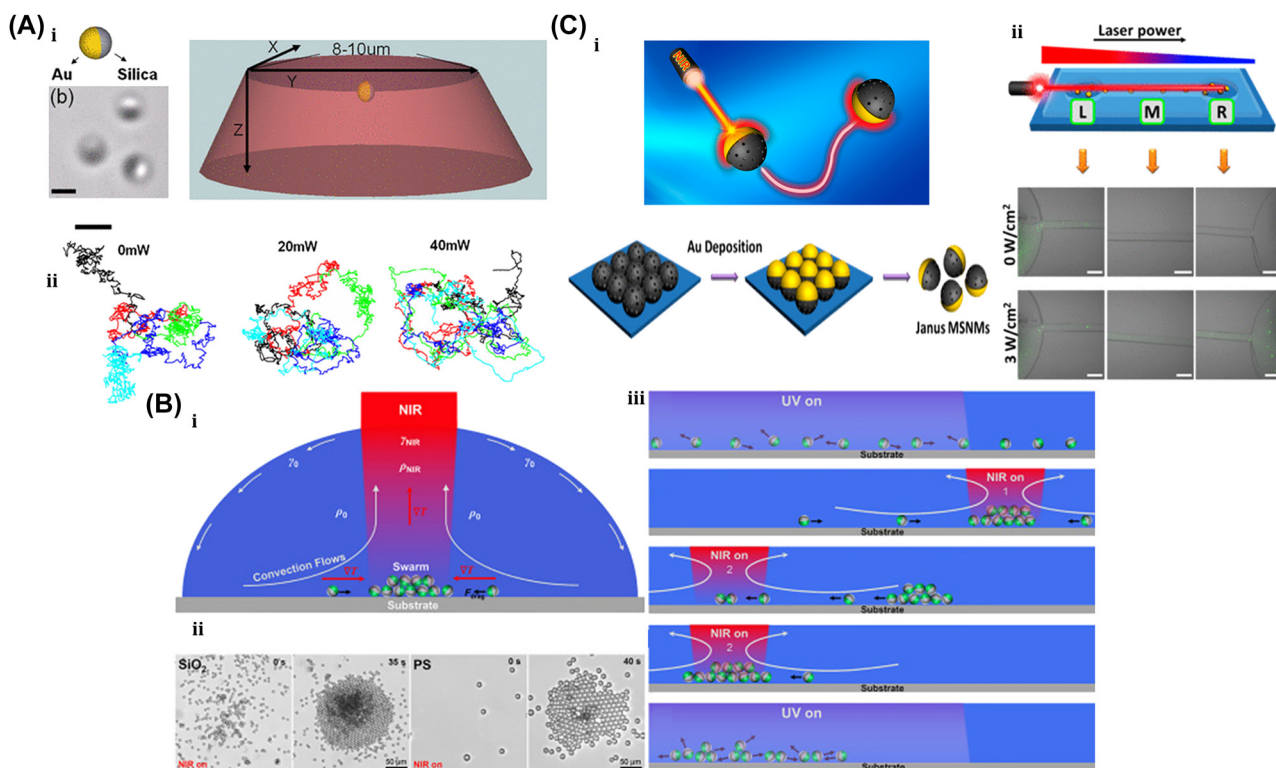 (A)
i
Au
Silica
(b)
X
8-10um
Y
Z
ii
0mW
20mW
40mW
(B)
i
NIR
γNIR
ρNIR
γ0
γ0
ρ0
ρ0
∇T
Convection Flows
∇T
Swarm
∇T
Fdrag
Substrate
ii
SiO2
0 s
NIR on
35 s
50 μm
PS
0 s
NIR on
40 s
50 μm
iii
UV on
Substrate
NIR on
1
Substrate
NIR on
2
Substrate
NIR on
2
Substrate
UV on
Substrate
(C)
i
NIR
Au Deposition
Janus MSNMs
ii
Laser power
L
M
R
0 W/cm2
3 W/cm2